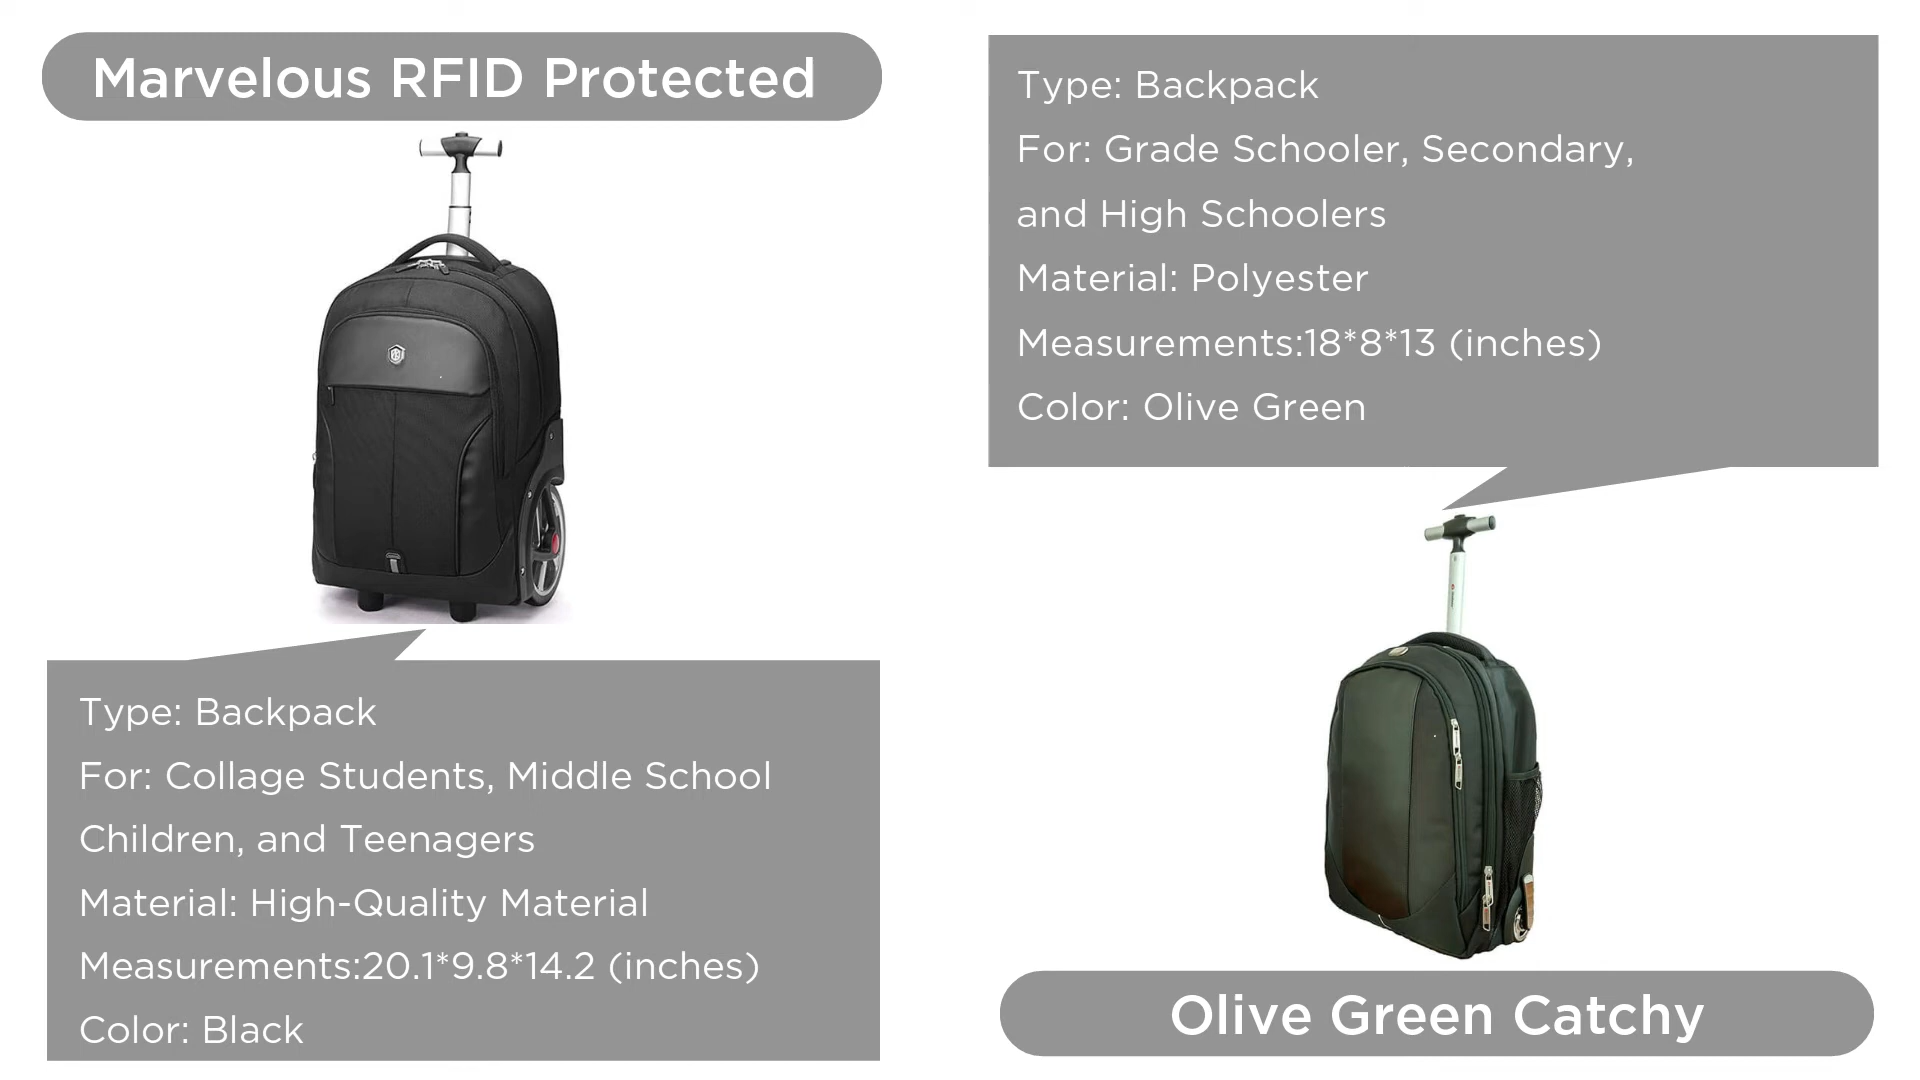 Marvelous RFID Protected
Type: Backpack
For: Collage Students, Middle School
Children, and Teenagers
Material: High-Quality Material
Measurements:20.1*9.8*14.2 (inches)
Color: Black
Type: Backpack
For: Grade Schooler, Secondary,
and High Schoolers
Material: Polyester
Measurements:18*8*13 (inches)
Color: Olive Green
Olive Green Catchy